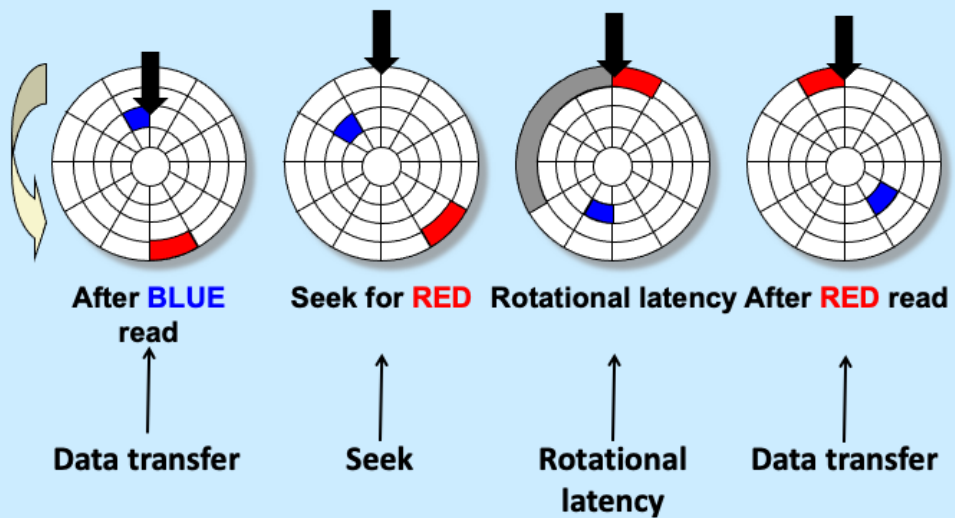 After BLUE
read
Seek for RED
Rotational latency
After RED read
Data transfer
Seek
Rotational
latency
Data transfer